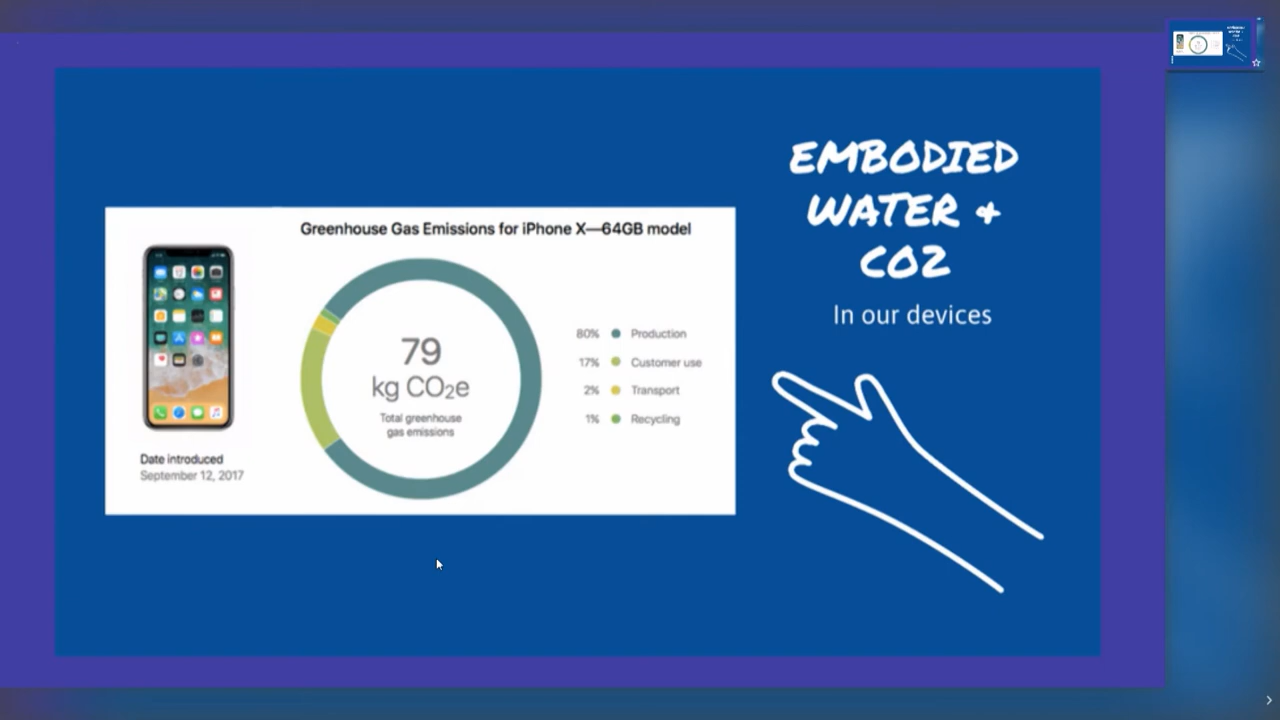 EMBODIED
WATER &
CO2
In our devices
Greenhouse Gas Emissions for iPhone X—64GB model
79
kg CO₂e
Total greenhouse
gas emissions
80% Production
17% Customer use
2% Transport
1% Recycling
Date introduced
September 12, 2017